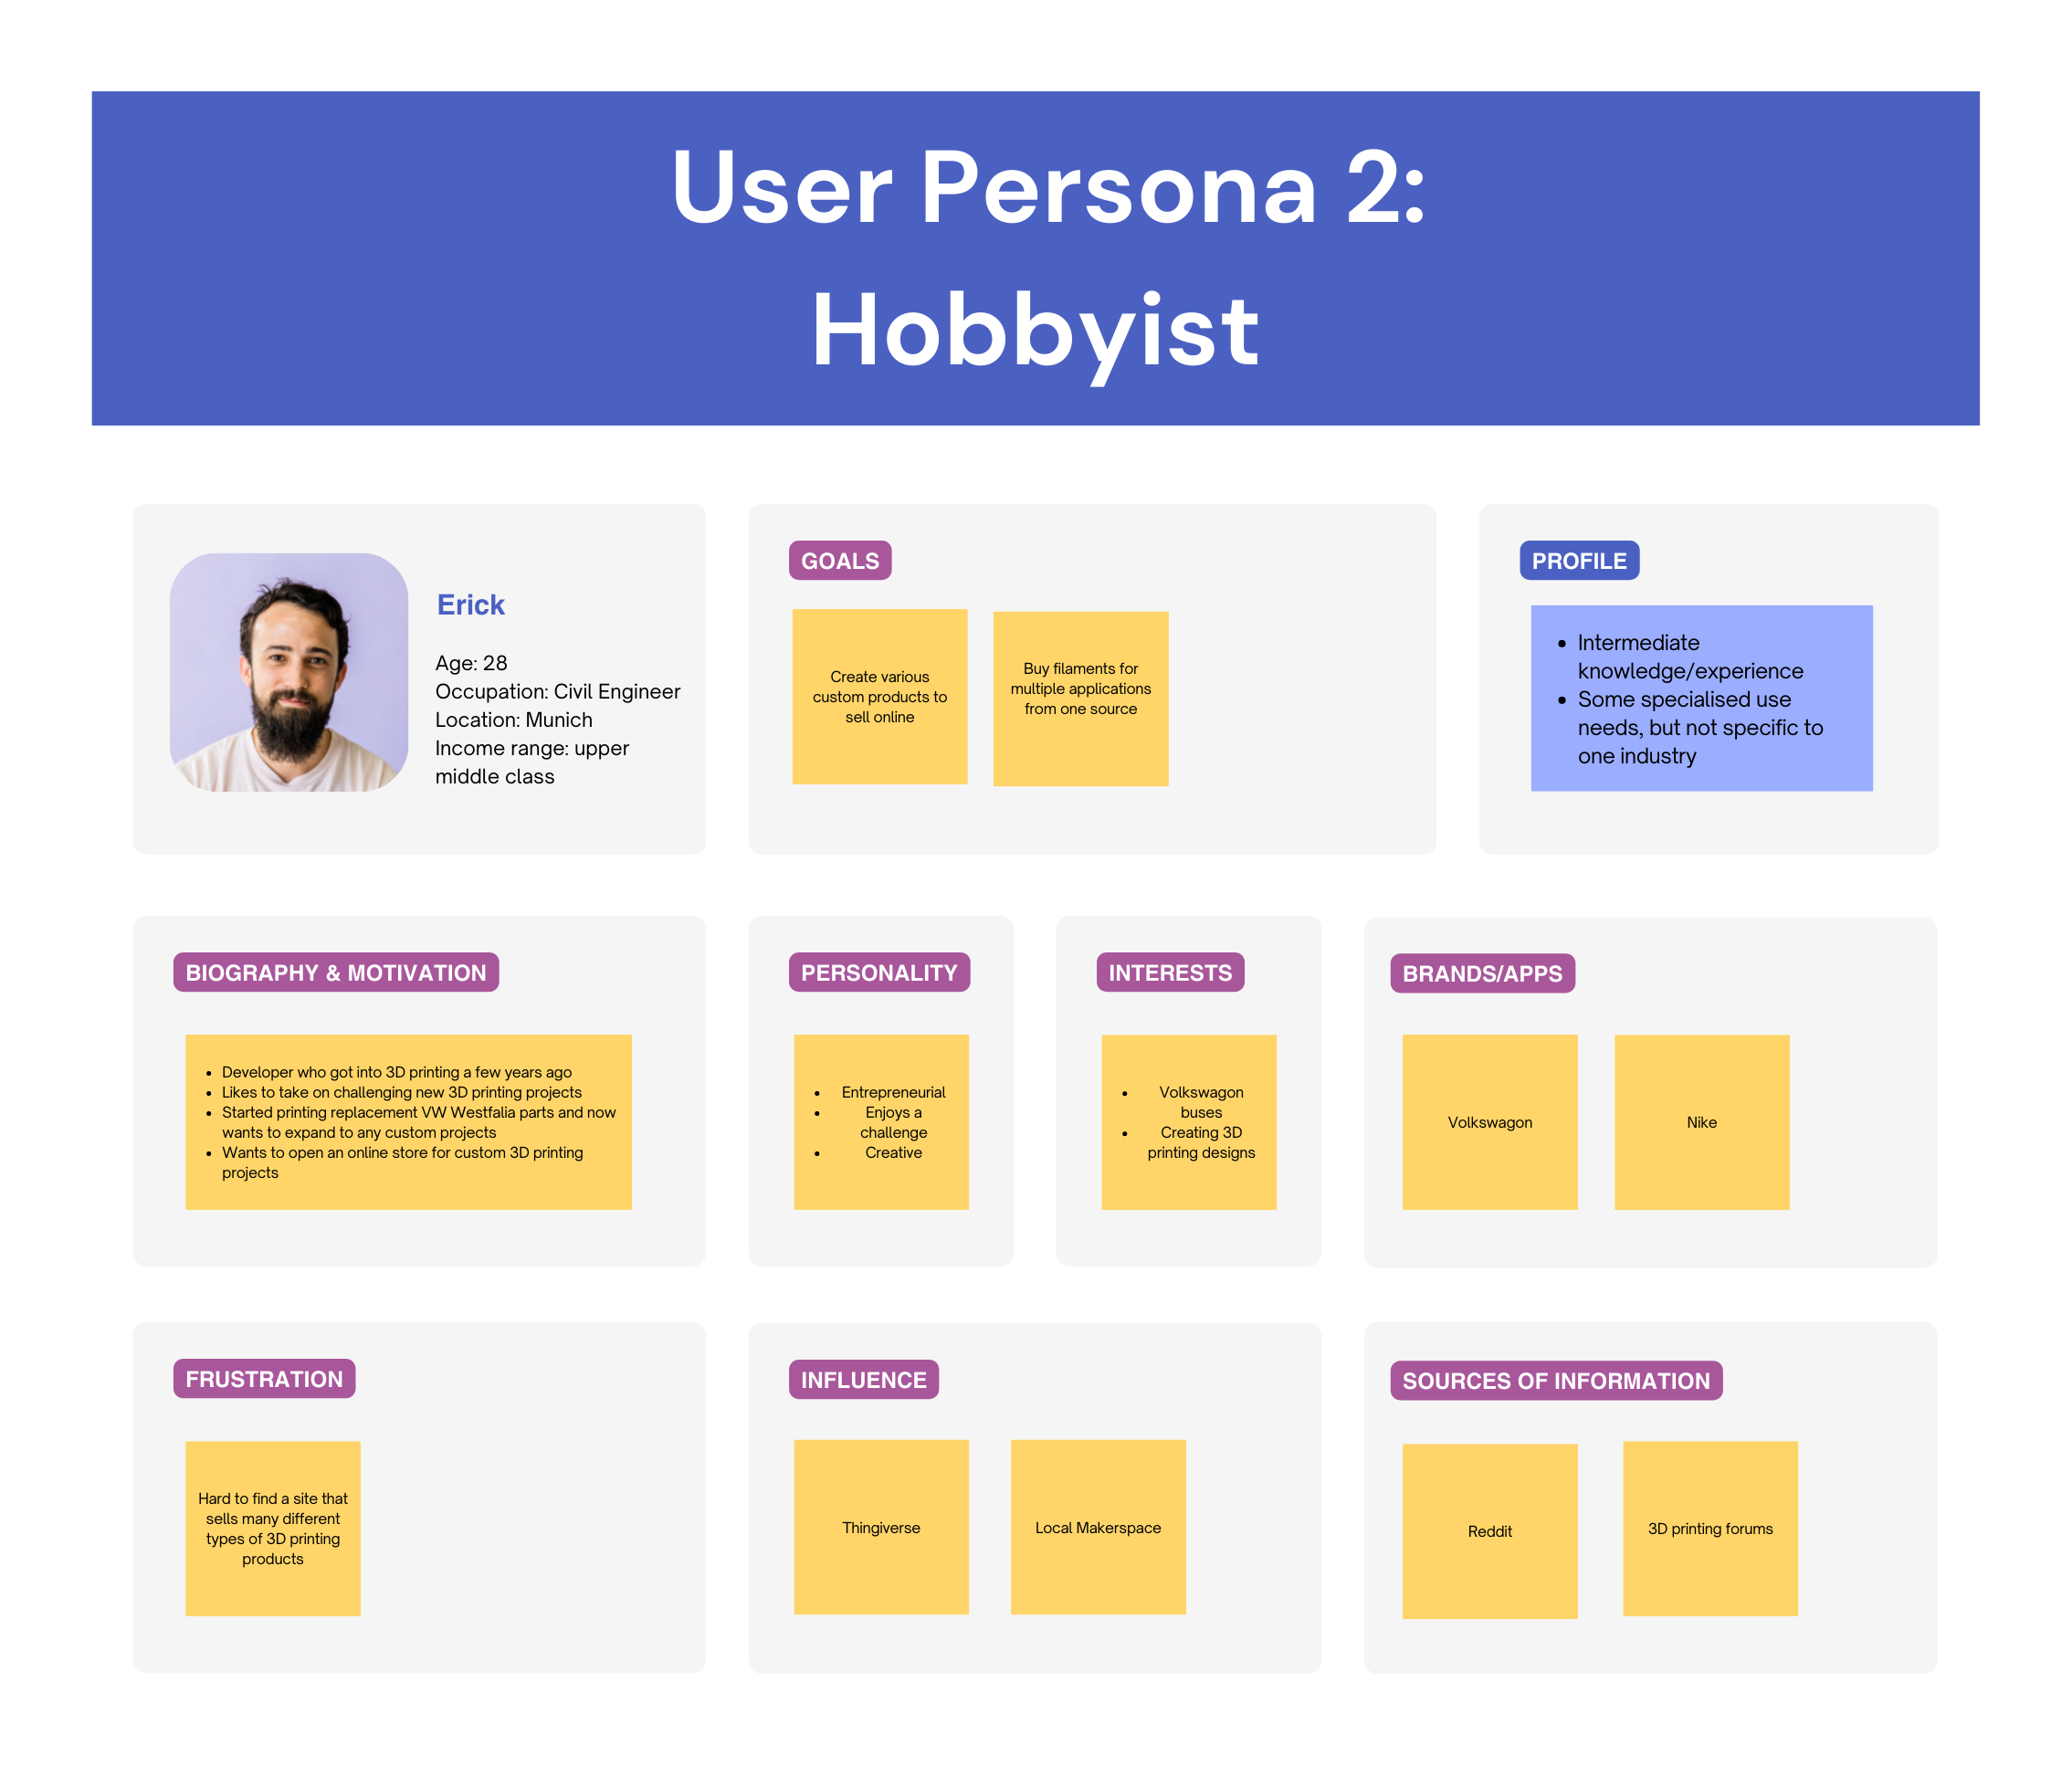 User Persona 2:
Hobbyist
Erick
Age: 28
Occupation: Civil Engineer
Location: Munich
Income range: upper
middle class
GOALS
Create various
custom products to
sell online
Buy filaments for
multiple applications
from one source
PROFILE
• Intermediate
knowledge/experience
• Some specialised use
needs, but not specific to
one industry
BIOGRAPHY & MOTIVATION
• Developer who got into 3D printing a few years ago
• Likes to take on challenging new 3D printing projects
• Started printing replacement VW Westfalia parts and now
wants to expand to any custom projects
• Wants to open an online store for custom 3D printing
projects
PERSONALITY
• Entrepreneurial
• Enjoys a
challenge
• Creative
INTERESTS
• Volkswagon
buses
• Creating 3D
printing designs
BRANDS/APPS
Volkswagon
Nike
FRUSTRATION
Hard to find a site that
sells many different
types of 3D printing
products
INFLUENCE
Thingiverse
Local Makerspace
SOURCES OF INFORMATION
Reddit
3D printing forums